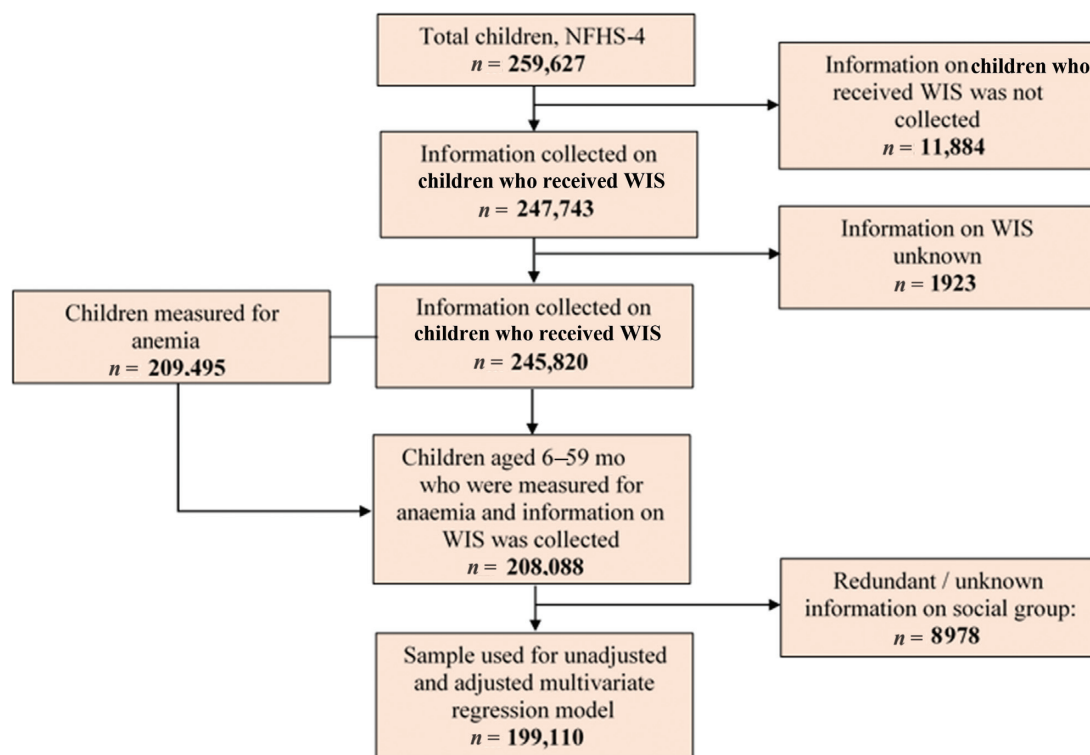 Total children, NFHS-4
n = 259,627
Information on children who
received WIS was not
collected
n = 11,884
Information collected on
children who received WIS
n = 247,743
Information on WIS
unknown
n = 1923
Children measured for
anemia
n = 209.495
Information collected on
children who received WIS
n = 245,820
Children aged 6–59 mo
who were measured for
anaemia and information on
WIS was collected
n = 208,088
Redundant / unknown
information on social group:
n = 8978
Sample used for unadjusted
and adjusted multivariate
regression model
n = 199,110